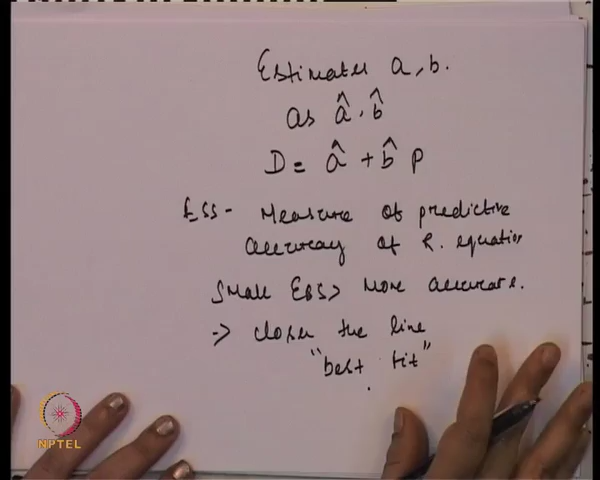 Estimates a, b.
as â, b̂
D = â + b̂ P
ESS - Measure of predictive
accuracy of R. equation
Small ESS > more accurate.
-> closer the line
"best fit"
NPTEL